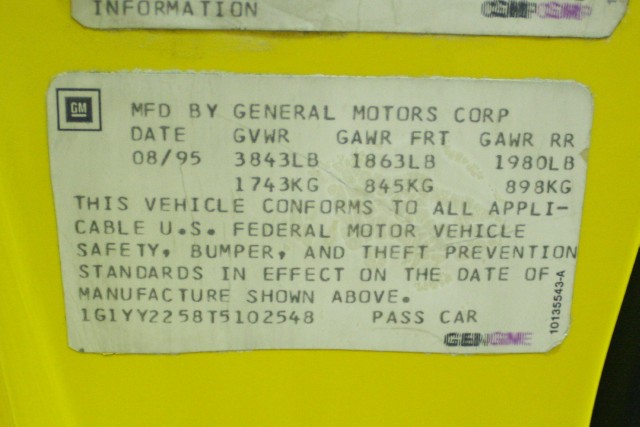 INFORMATION
GM
MFD BY GENERAL MOTORS CORP
DATE GVWR GAWR FRT GAWR RR
08/95 3843LB 1863LB 1980LB
1743KG 845KG 898KG
THIS VEHICLE CONFORMS TO ALL APPLI-
CABLE U.S. FEDERAL MOTOR VEHICLE
SAFETY, BUMPER, AND THEFT PREVENTION
STANDARDS IN EFFECT ON THE DATE OF
MANUFACTURE SHOWN ABOVE.
1G1YY2258T5102548 PASS CAR
10135543-A